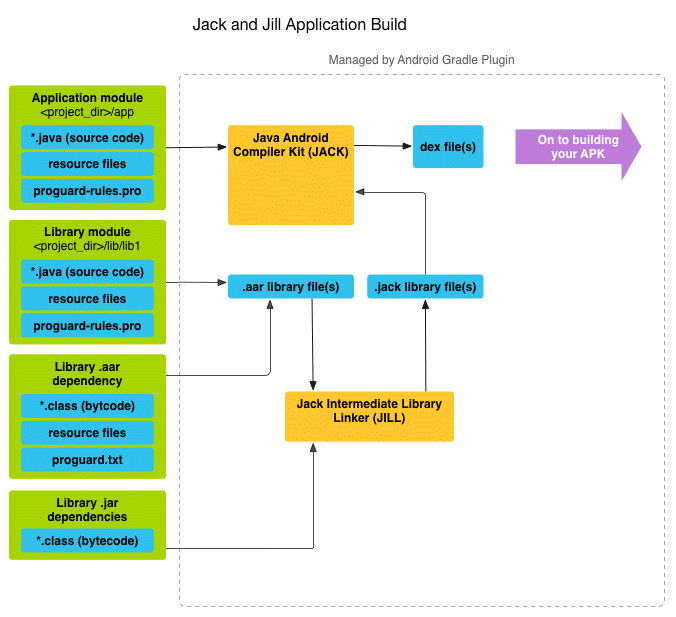 Jack and Jill Application Build
Managed by Android Gradle Plugin
Application module
<project_dir>/app
*.java (source code)
resource files
proguard-rules.pro
Java Android
Compiler Kit (JACK)
dex file(s)
On to building
your APK
Library module
<project_dir>/lib/lib1
*.java (source code)
resource files
proguard-rules.pro
.aar library file(s)
.jack library file(s)
Library .aar
dependency
*.class (bytcode)
resource files
proguard.txt
Jack Intermediate Library
Linker (JILL)
Library .jar
dependencies
*.class (bytecode)